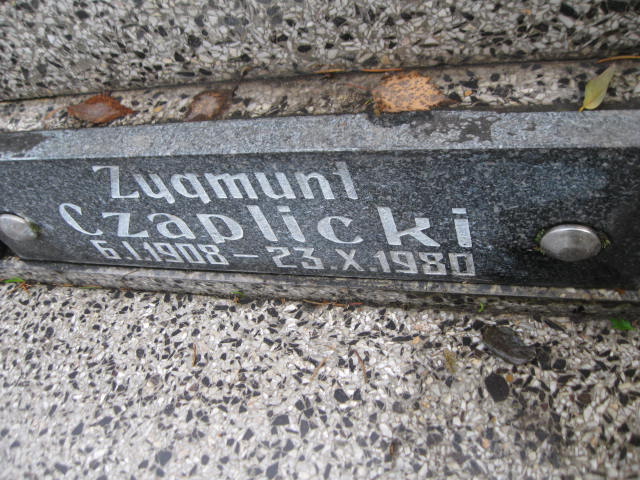 Zygmunt
Czaplicki
6.I.1908 – 23.X.1980